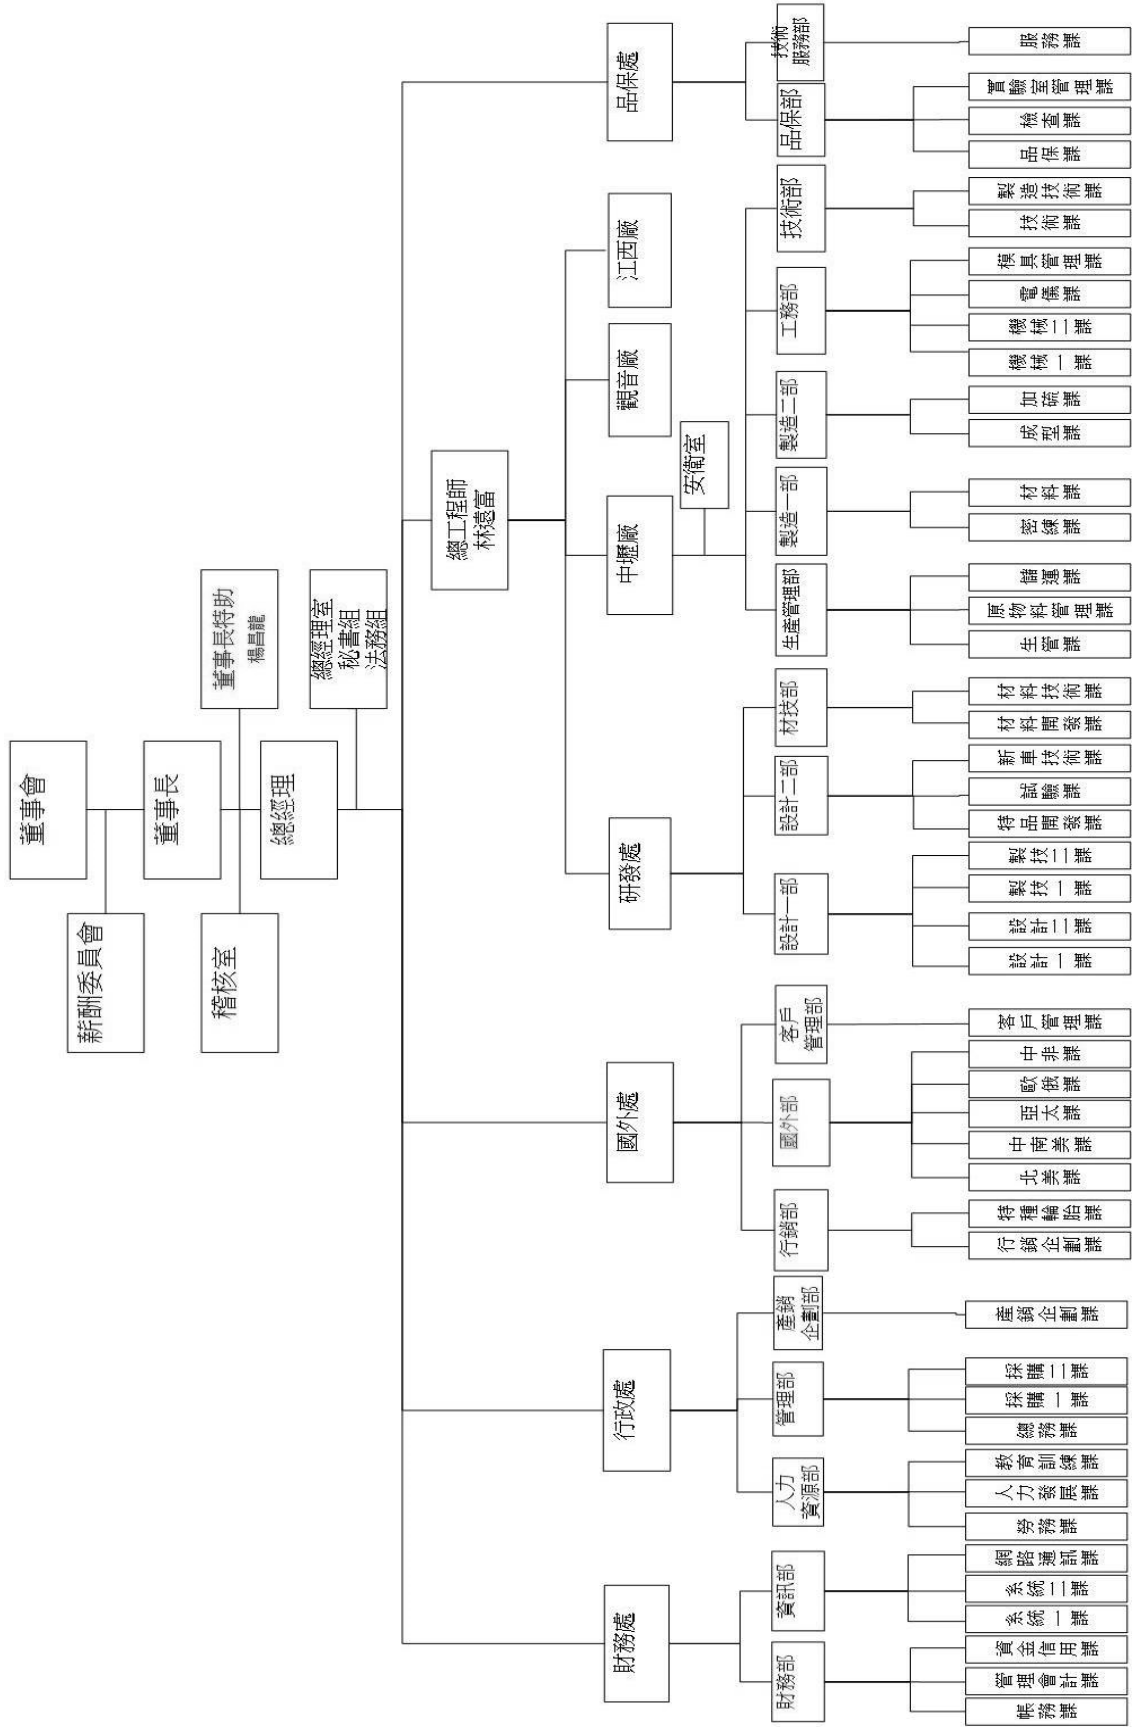 董事會
薪酬委員會
董事長
稽核室
董事長特助
楊昌龍
總經理
總經理室
秘書組
法務組
總工程師
林遠富
財務處
行政處
國外處
研發處
中壢廠
觀音廠
江西廠
品保處
安衛室
財務部
資訊部
人力
資源部
管理部
產銷
企劃部
行銷部
國外部
客戶
管理部
設計一部
設計二部
材技部
生產管理部
製造一部
製造二部
工務部
技術部
品保部
技術
服務部
帳務課
管理會計課
資金信用課
系統一課
系統二課
網路通訊課
勞務課
人力發展課
教育訓練課
總務課
採購一課
採購二課
產銷企劃課
行銷企劃課
特種輪胎課
北美課
中南美課
亞太課
歐俄課
中非課
客戶管理課
設計一課
設計二課
製技一課
製技二課
特品開發課
試驗課
新車技術課
材料開發課
材料技術課
生管課
原物料管理課
儲運課
密練課
材料課
成型課
加硫課
機械一課
機械二課
電儀課
模具管理課
技術課
製造技術課
品保課
檢查課
實驗室管理課
服務課